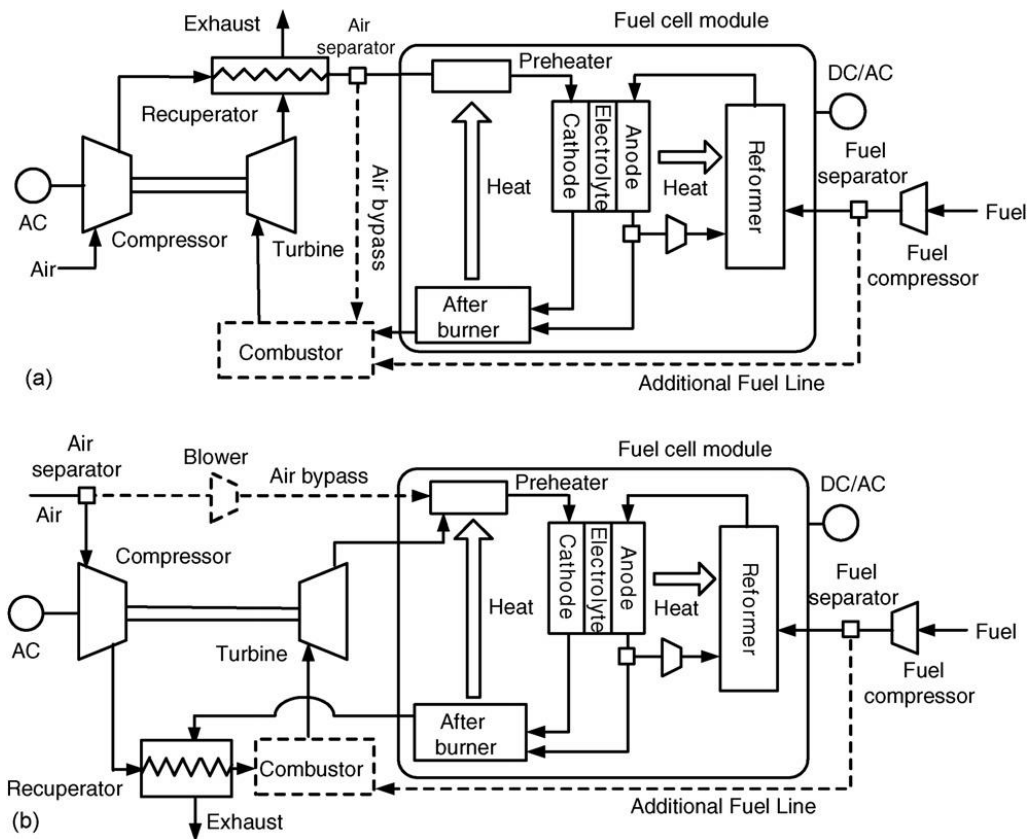 Exhaust
Air
separator
Fuel cell module
Preheater
DC/AC
Recuperator
Cathode
Electrolyte
Anode
Reformer
Fuel
separator
Air bypass
Heat
Heat
AC
Compressor
Turbine
Fuel
Air
Fuel
compressor
After
burner
Combustor
(a)
Additional Fuel Line
Air
separator
Blower
Air bypass
Fuel cell module
Preheater
DC/AC
Air
Compressor
Cathode
Electrolyte
Anode
Reformer
Fuel
separator
Heat
Heat
AC
Turbine
Fuel
Fuel
compressor
After
burner
Combustor
Recuperator
Additional Fuel Line
(b)
Exhaust